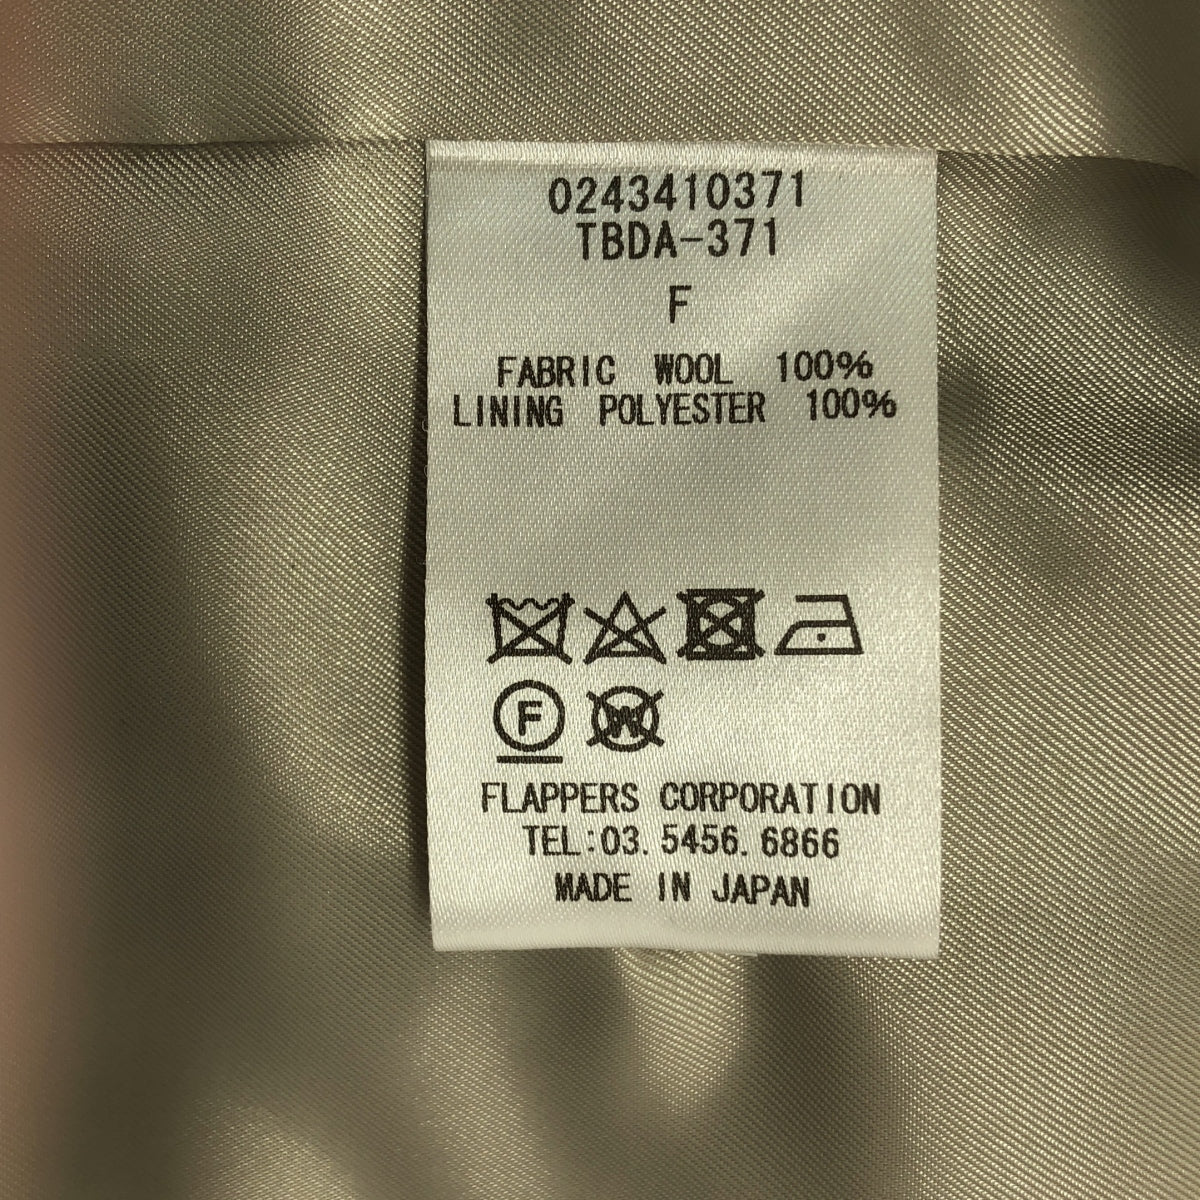 0243410371
TBDA-371
F
FABRIC WOOL 100%
LINING POLYESTER 100%
F W
FLAPPERS CORPORATION
TEL:03. 5456. 6866
MADE IN JAPAN